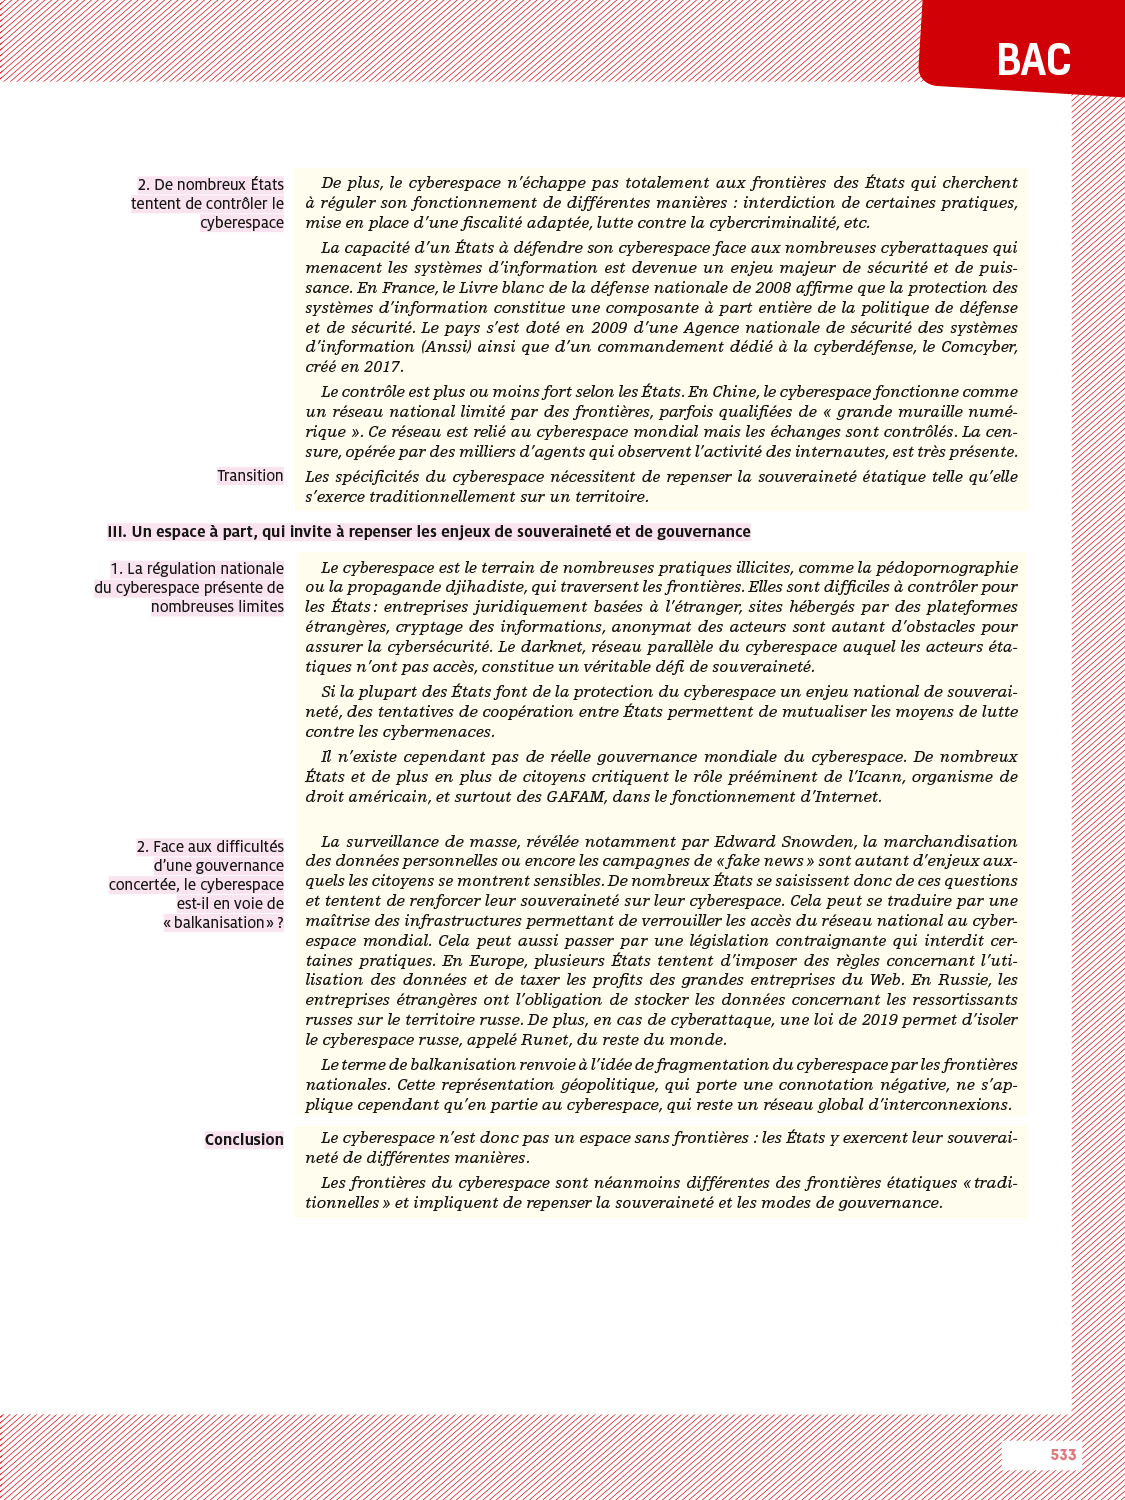 BAC
2. De nombreux États
tentent de contrôler le
cyberespace
De plus, le cyberespace n'échappe pas totalement aux frontières des États qui cherchent
à réguler son fonctionnement de différentes manières : interdiction de certaines pratiques,
mise en place d'une fiscalité adaptée, lutte contre la cybercriminalité, etc.
La capacité d'un États à défendre son cyberespace face aux nombreuses cyberattaques qui
menacent les systèmes d'information est devenue un enjeu majeur de sécurité et de puis-
sance. En France, le Livre blanc de la défense nationale de 2008 affirme que la protection des
systèmes d'information constitue une composante à part entière de la politique de défense
et de sécurité. Le pays s'est doté en 2009 d'une Agence nationale de sécurité des systèmes
d'information (Anssi) ainsi que d'un commandement dédié à la cyberdéfense, le Comcyber,
créé en 2017.
Le contrôle est plus ou moins fort selon les États. En Chine, le cyberespace fonctionne comme
un réseau national limité par des frontières, parfois qualifiées de « grande muraille numé-
rique ». Ce réseau est relié au cyberespace mondial mais les échanges sont contrôlés. La cen-
sure, opérée par des milliers d'agents qui observent l'activité des internautes, est très présente.
Transition
Les spécificités du cyberespace nécessitent de repenser la souveraineté étatique telle qu'elle
s'exerce traditionnellement sur un territoire.
III. Un espace à part, qui invite à repenser les enjeux de souveraineté et de gouvernance
1. La régulation nationale
du cyberespace présente de
nombreuses limites
Le cyberespace est le terrain de nombreuses pratiques illicites, comme la pédopornographie
ou la propagande djihadiste, qui traversent les frontières. Elles sont difficiles à contrôler pour
les États : entreprises juridiquement basées à l'étranger, sites hébergés par des plateformes
étrangères, cryptage des informations, anonymat des acteurs sont autant d'obstacles pour
assurer la cybersécurité. Le darknet, réseau parallèle du cyberespace auquel les acteurs éta-
tiques n'ont pas accès, constitue un véritable défi de souveraineté.
Si la plupart des États font de la protection du cyberespace un enjeu national de souverai-
neté, des tentatives de coopération entre États permettent de mutualiser les moyens de lutte
contre les cybermenaces.
Il n'existe cependant pas de réelle gouvernance mondiale du cyberespace. De nombreux
États et de plus en plus de citoyens critiquent le rôle prééminent de l'Icann, organisme de
droit américain, et surtout des GAFAM, dans le fonctionnement d'Internet.
2. Face aux difficultés
d'une gouvernance
concertée, le cyberespace
est-il en voie de
« balkanisation » ?
La surveillance de masse, révélée notamment par Edward Snowden, la marchandisation
des données personnelles ou encore les campagnes de « fake news » sont autant d'enjeux aux-
quels les citoyens se montrent sensibles. De nombreux États se saisissent donc de ces questions
et tentent de renforcer leur souveraineté sur leur cyberespace. Cela peut se traduire par une
maîtrise des infrastructures permettant de verrouiller les accès du réseau national au cyber-
espace mondial. Cela peut aussi passer par une législation contraignante qui interdit cer-
taines pratiques. En Europe, plusieurs États tentent d'imposer des règles concernant l'uti-
lisation des données et de taxer les profits des grandes entreprises du Web. En Russie, les
entreprises étrangères ont l'obligation de stocker les données concernant les ressortissants
russes sur le territoire russe. De plus, en cas de cyberattaque, une loi de 2019 permet d'isoler
le cyberespace russe, appelé Runet, du reste du monde.
Le terme de balkanisation renvoie à l'idée de fragmentation du cyberespace par les frontières
nationales. Cette représentation géopolitique, qui porte une connotation négative, ne s'ap-
plique cependant qu'en partie au cyberespace, qui reste un réseau global d'interconnexions.
Conclusion
Le cyberespace n'est donc pas un espace sans frontières : les États y exercent leur souverai-
neté de différentes manières.
Les frontières du cyberespace sont néanmoins différentes des frontières étatiques « tradi-
tionnelles » et impliquent de repenser la souveraineté et les modes de gouvernance.
533